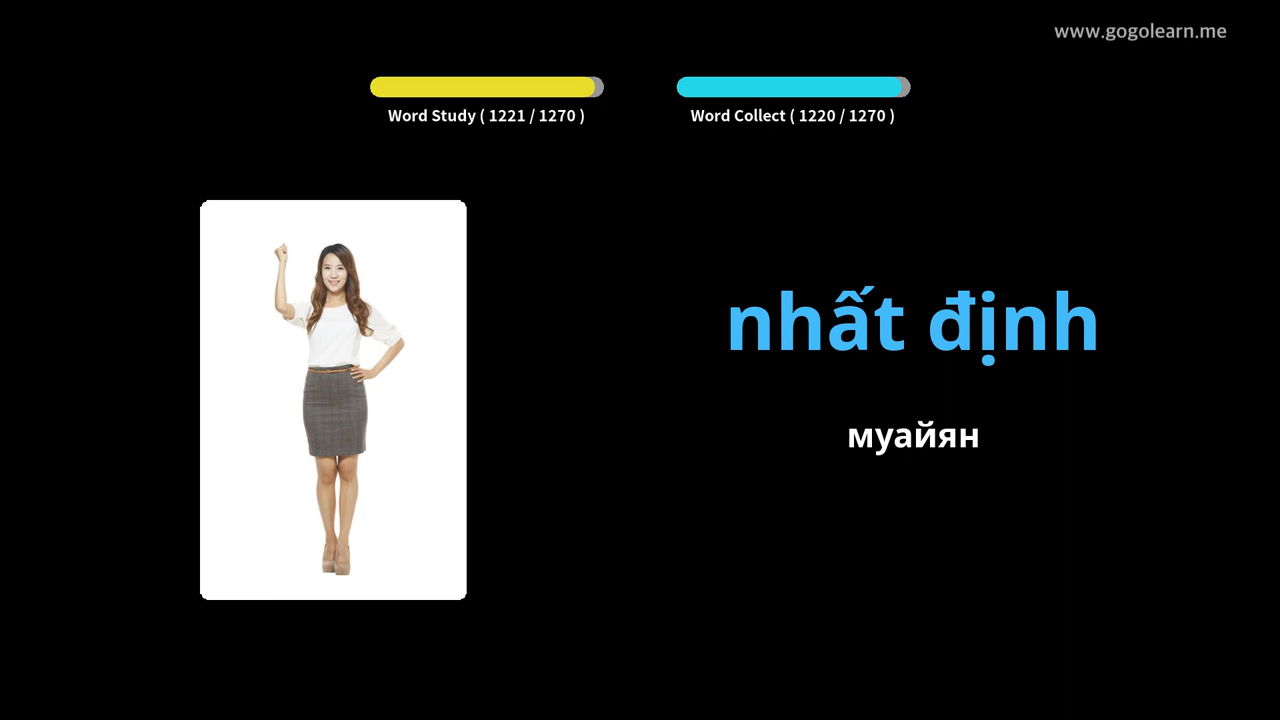 www.gogolearn.me
Word Study ( 1221 / 1270 )
Word Collect ( 1220 / 1270 )
nhất định
муайян